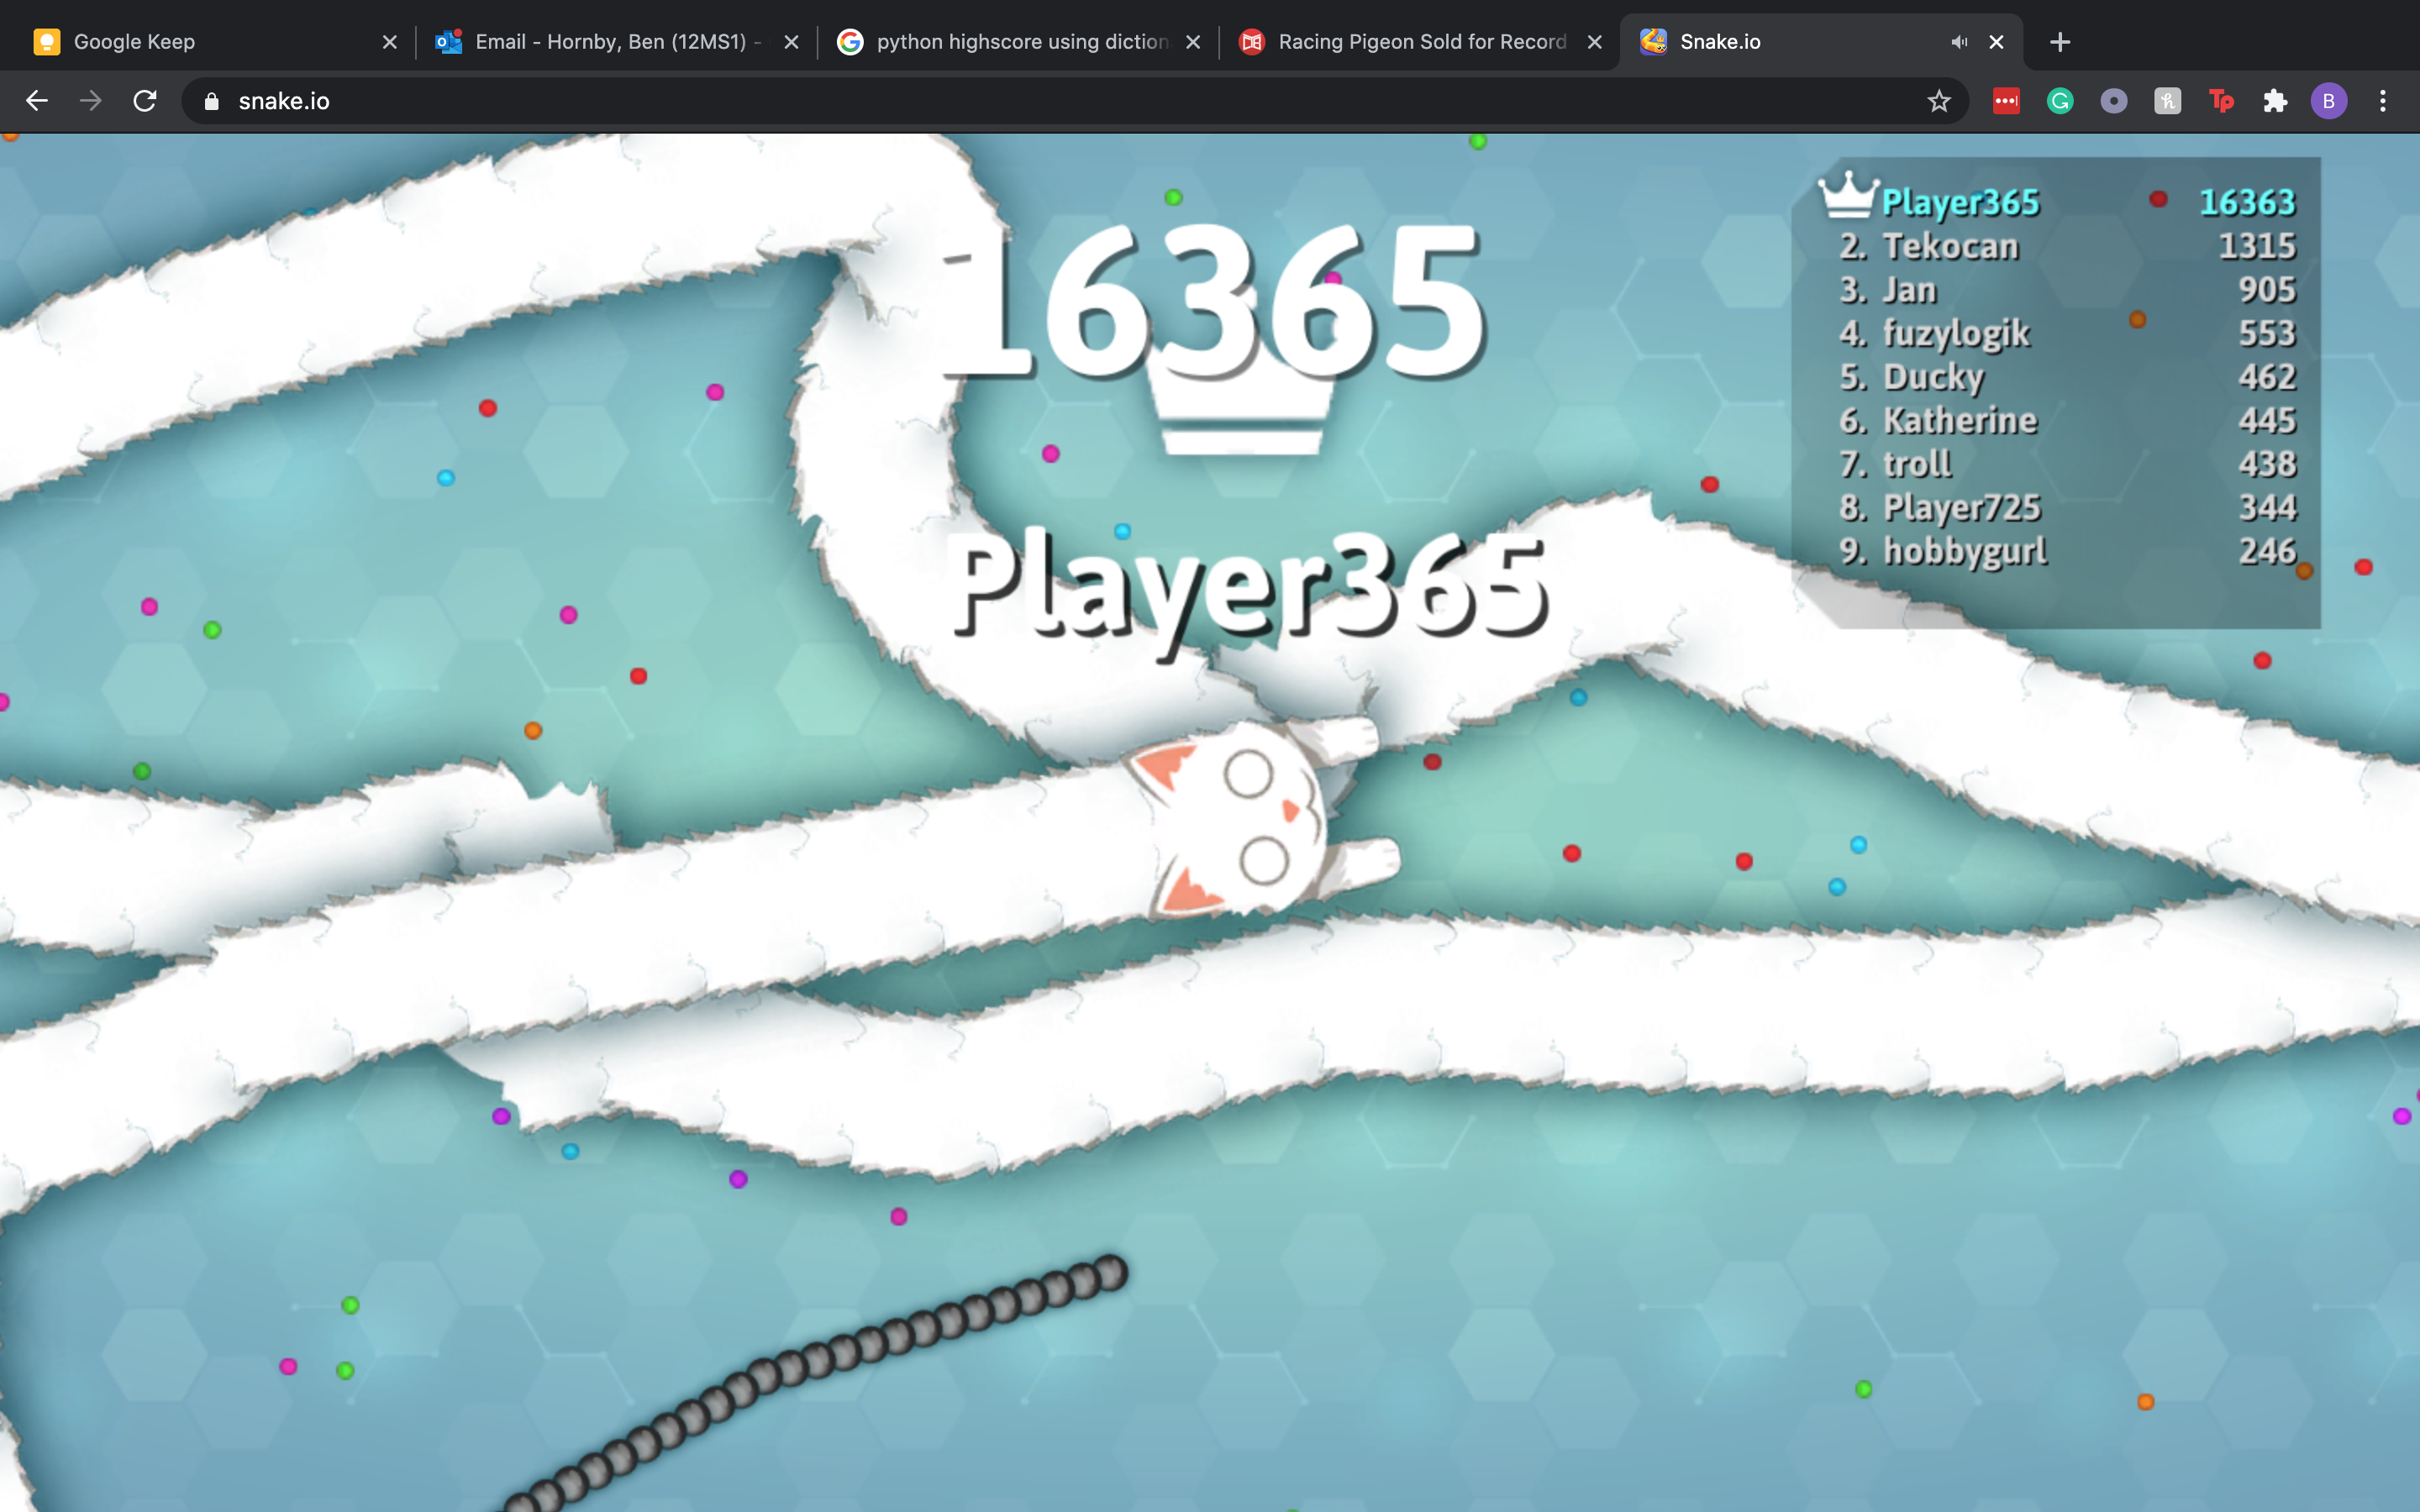 Google Keep
Email - Hornby, Ben (12MS1) -
python highscore using diction
Racing Pigeon Sold for Record
Snake.io
snake.io
G
h
Tp
B
16365
Player365
Player365 16363
2. Tekocan 1315
3. Jan 905
4. fuzylogik 553
5. Ducky 462
6. Katherine 445
7. troll 438
8. Player725 344
9. hobbygurl 246